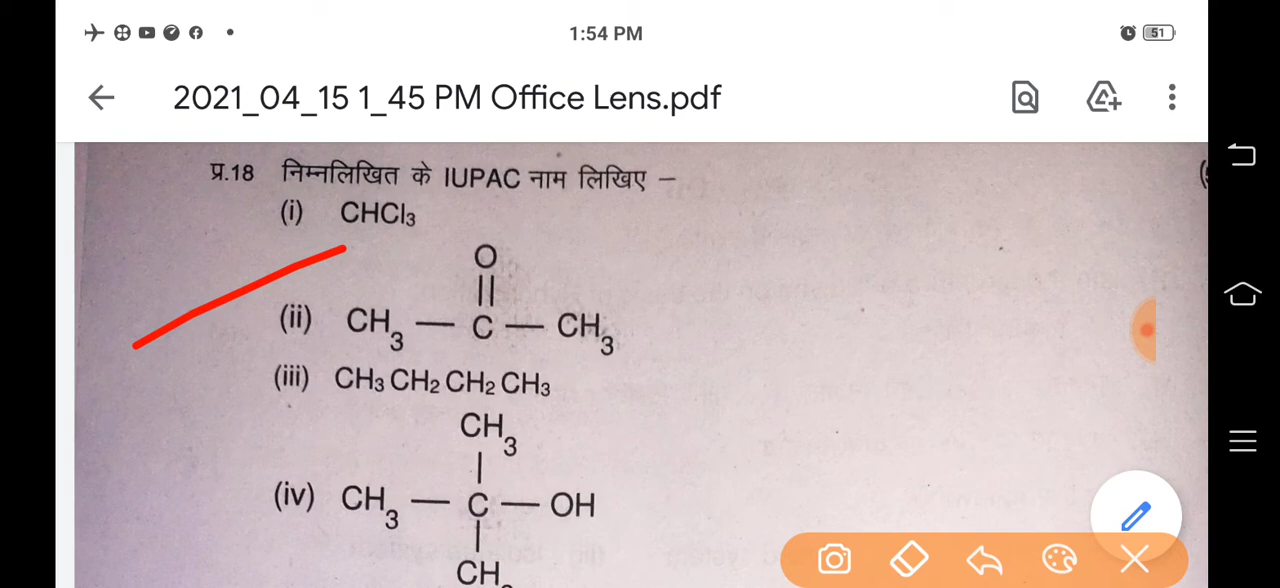 1:54 PM
51
2021_04_15 1_45 PM Office Lens.pdf
प्र.18 निम्नलिखित के IUPAC नाम लिखिए –
(i) CHCl3
O
||
(ii) CH3 — C — CH3
(iii) CH3 CH2 CH2 CH3
CH3
|
(iv) CH3 — C — OH
|
CH